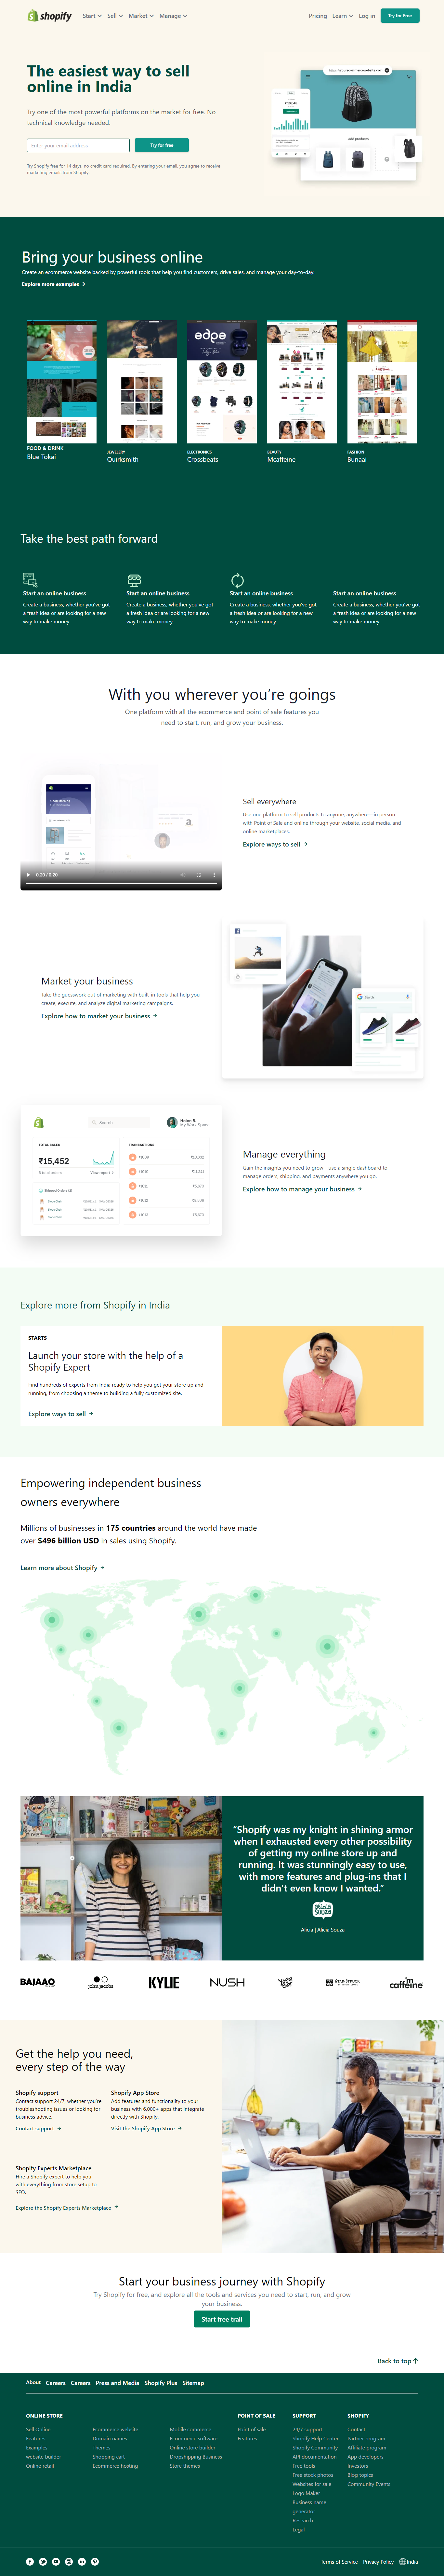 shopify
Start Sell Market Manage
Pricing Learn Log in Try for Free
The easiest way to sell
online in India
Try one of the most powerful platforms on the market for free. No
technical knowledge needed.
Enter your email address Try for free
Try Shopify free for 14 days, no credit card required. By entering your email, you agree to receive
marketing emails from Shopify.
Bring your business online
Create an ecommerce website backed by powerful tools that help you find customers, drive sales, and manage your day-to-day.
Explore more examples
FOOD & DRINK
Blue Tokai
JEWELERY
Quirksmith
ELECTRONICS
Crossbeats
BEAUTY
Mcaffeine
FASHION
Bunaai
Take the best path forward
Start an online business
Create a business, whether you've got
a fresh idea or are looking for a new
way to make money.
Start an online business
Create a business, whether you've got
a fresh idea or are looking for a new
way to make money.
Start an online business
Create a business, whether you've got
a fresh idea or are looking for a new
way to make money.
Start an online business
Create a business, whether you've got
a fresh idea or are looking for a new
way to make money.
With you wherever you're goings
One platform with all the ecommerce and point of sale features you
need to start, run, and grow your business.
Sell everywhere
Use one platform to sell products to anyone, anywhere—in person
with Point of Sale and online through your website, social media, and
online marketplaces.
Explore ways to sell
Market your business
Take the guesswork out of marketing with built-in tools that help you
create, execute, and analyze digital marketing campaigns.
Explore how to market your business
Search
TOTAL SALES
₹15,452
TRANSACTIONS
Manage everything
Gain the insights you need to grow—use a single dashboard to
manage orders, shipping, and payments anywhere you go.
Explore how to manage your business
Explore more from Shopify in India
STARTS
Launch your store with the help of a
Shopify Expert
Find hundreds of experts from India ready to help you get your store up and
running, from choosing a theme to building a fully customized site.
Explore ways to sell
Empowering independent business
owners everywhere
Millions of businesses in 175 countries around the world have made
over $496 billion USD in sales using Shopify.
Learn more about Shopify
"Shopify was my knight in shining armor
when I exhausted every other possibility
of getting my online store up and
running. It was stunningly easy to use,
with more features and plug-ins that I
didn't even know I wanted."
alicia souza
Alicia | Alicia Souza
BAJAAO john jacobs KYLIE NUSH caffeine
Get the help you need,
every step of the way
Shopify support
Contact support 24/7, whether you're
troubleshooting issues or looking for
business advice.
Contact support
Shopify App Store
Add features and functionality to your
business with 6,000+ apps that integrate
directly with Shopify.
Visit the Shopify App Store
Shopify Experts Marketplace
Hire a Shopify expert to help you
with everything from store setup to
SEO.
Explore the Shopify Experts Marketplace
Start your business journey with Shopify
Try Shopify for free, and explore all the tools and services you need to start, run, and grow
your business.
Start free trail
Back to top
About Careers Careers Press and Media Shopify Plus Sitemap
ONLINE STORE
Sell Online
Features
Examples
website builder
Online retail
Ecommerce website
Domain names
Themes
Shopping cart
Ecommerce hosting
Mobile commerce
Ecommerce software
Online store builder
Dropshipping Business
Store themes
POINT OF SALE
Point of sale
Features
SUPPORT
24/7 support
Shopify Help Center
Shopify Community
API documentation
Free tools
Free stock photos
Websites for sale
Logo Maker
Business name
generator
Research
Legal
SHOPIFY
Contact
Partner program
Affiliate program
App developers
Investors
Blog topics
Community Events
Terms of Service Privacy Policy India